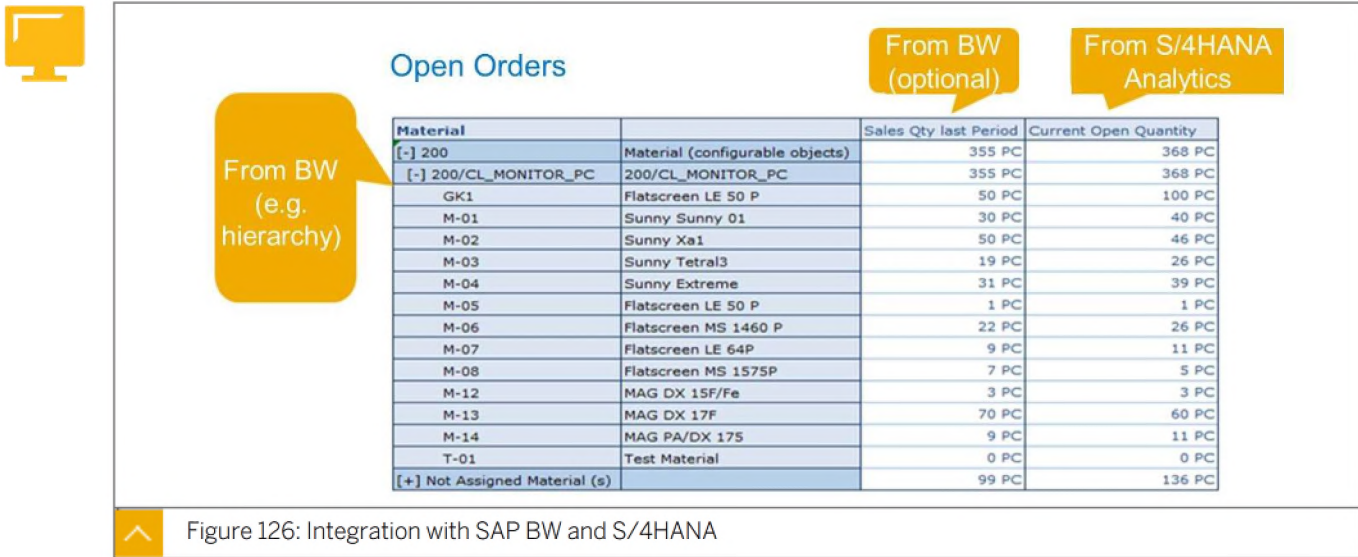 Open Orders
From BW
(optional)
From S/4HANA
Analytics
From BW
(e.g.
hierarchy)
Material Sales Qty last Period Current Open Quantity
[-] 200 Material (configurable objects) 355 PC 368 PC
[-] 200/CL_MONITOR_PC 200/CL_MONITOR_PC 355 PC 368 PC
GK1 Flatscreen LE 50 P 50 PC 100 PC
M-01 Sunny Sunny 01 30 PC 40 PC
M-02 Sunny Xa1 50 PC 46 PC
M-03 Sunny Tetral3 19 PC 26 PC
M-04 Sunny Extreme 31 PC 39 PC
M-05 Flatscreen LE 50 P 1 PC 1 PC
M-06 Flatscreen MS 1460 P 22 PC 26 PC
M-07 Flatscreen LE 64P 9 PC 11 PC
M-08 Flatscreen MS 1575P 7 PC 5 PC
M-12 MAG DX 15F/Fe 3 PC 3 PC
M-13 MAG DX 17F 70 PC 60 PC
M-14 MAG PA/DX 175 9 PC 11 PC
T-01 Test Material 0 PC 0 PC
[+] Not Assigned Material (s) 99 PC 136 PC
Figure 126: Integration with SAP BW and S/4HANA